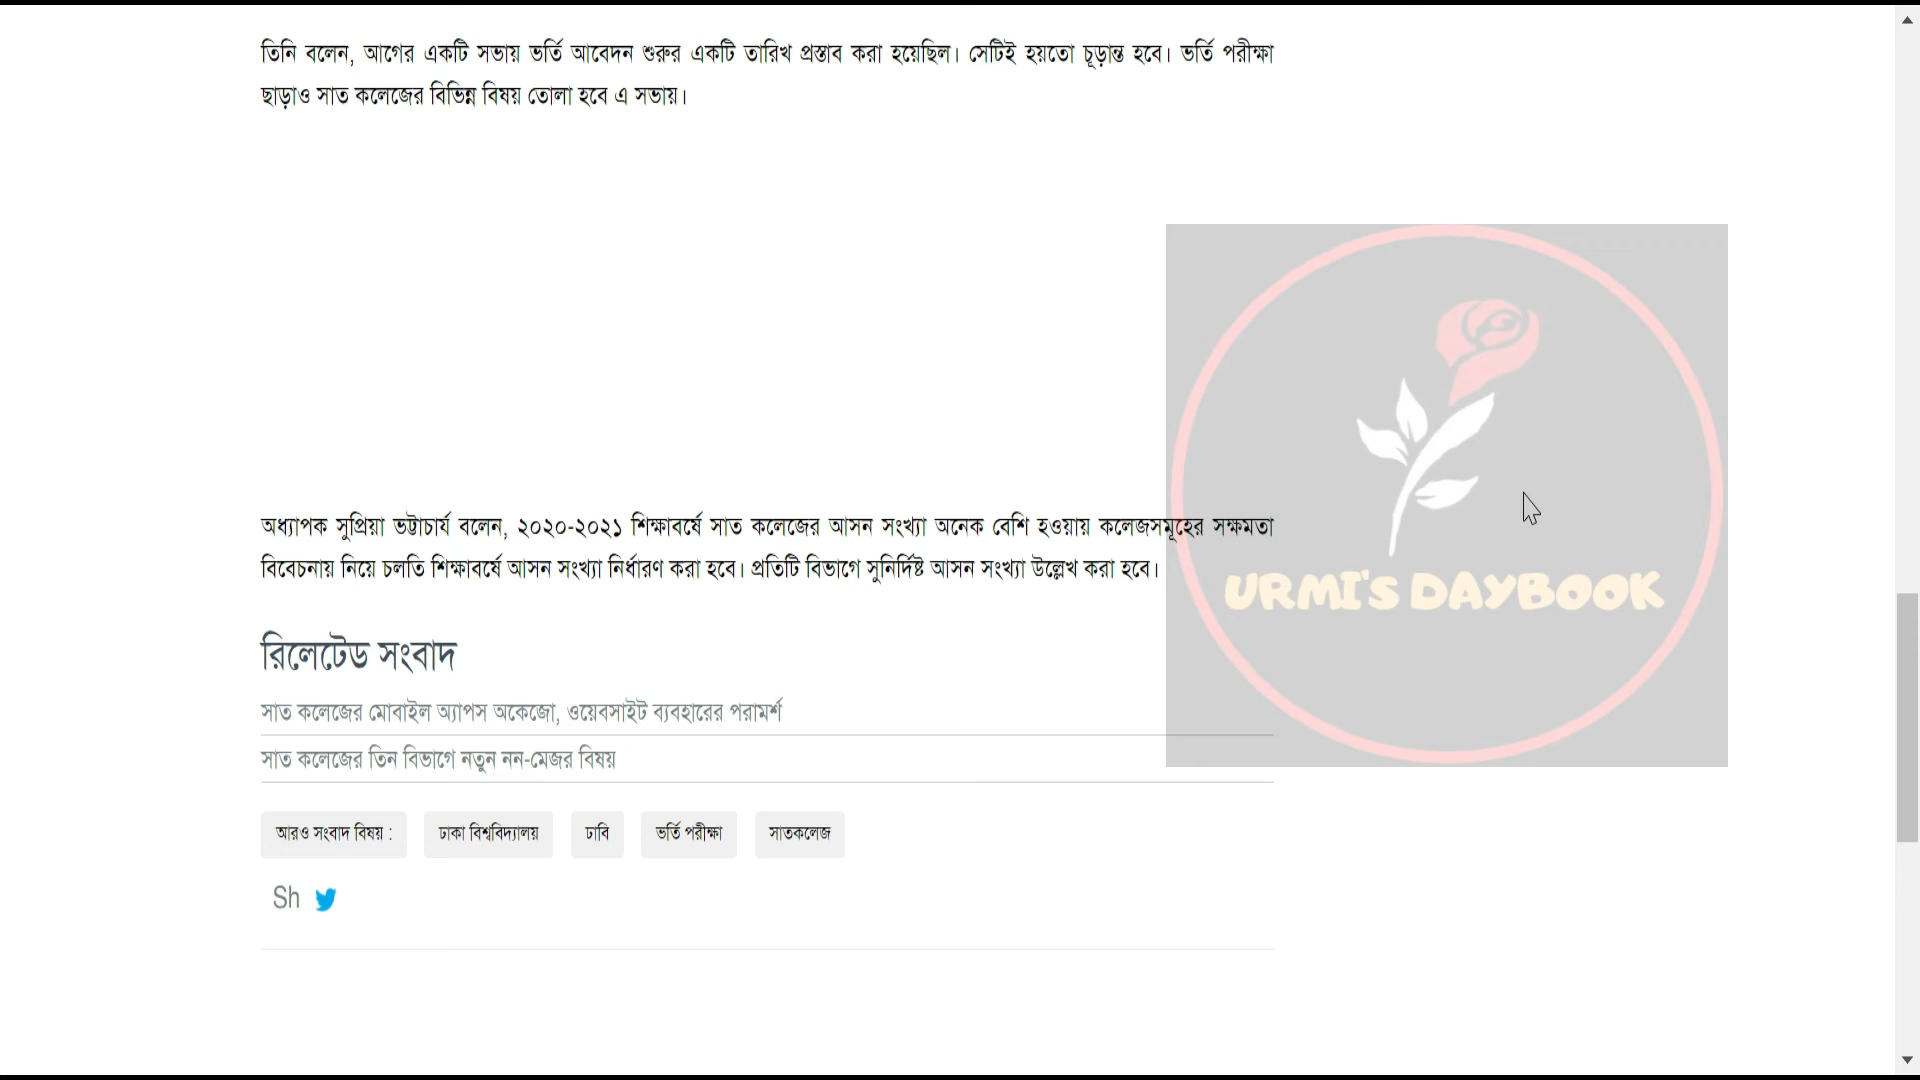 তিনি বলেন, আগের একটি সভায় ভর্তি আবেদন শুরুর একটি তারিখ প্রস্তাব করা হয়েছিল। সেটিই হয়তো চূড়ান্ত হবে। ভর্তি পরীক্ষা
ছাড়াও সাত কলেজের বিভিন্ন বিষয় তোলা হবে এ সভায়।
অধ্যাপক সুপ্রিয়া ভট্টাচার্য বলেন, ২০২০-২০২১ শিক্ষাবর্ষে সাত কলেজের আসন সংখ্যা অনেক বেশি হওয়ায় কলেজসমূহের সক্ষমতা
বিবেচনায় নিয়ে চলতি শিক্ষাবর্ষে আসন সংখ্যা নির্ধারণ করা হবে। প্রতিটি বিভাগে সুনির্দিষ্ট আসন সংখ্যা উল্লেখ করা হবে।
URMI'S DAYBOOK
রিলেটেড সংবাদ
সাত কলেজের মোবাইল অ্যাপস অকেজো, ওয়েবসাইট ব্যবহারের পরামর্শ
সাত কলেজের তিন বিভাগে নতুন নন-মেজর বিষয়
আরও সংবাদ বিষয় : ঢাকা বিশ্ববিদ্যালয় ঢাবি ভর্তি পরীক্ষা সাতকলেজ
Sh